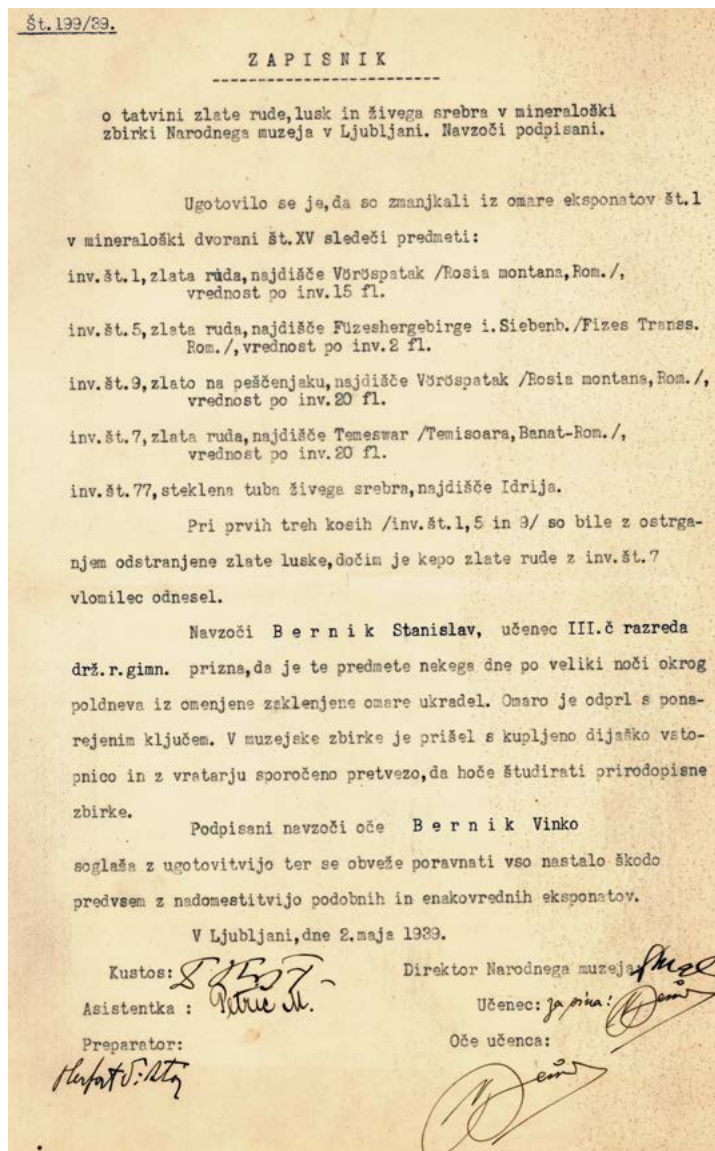 Št.199/39.
ZAPISNIK
o tatvini zlate rude,lusk in živega srebra v mineraloški
zbirki Narodnega muzeja v Ljubljani. Navzoči podpisani.
Ugotovilo se je,da so zmanjkali iz omare eksponatov št.1
v mineraloški dvorani št.XV sledeči predmeti:
inv.št.1,zlata ruda,najdišče Vöröspatak /Rosia montana,Rom./,
vrednost po inv.15 fl.
inv.št.5,zlata ruda,najdišče Füzeshergebirge i.Siebenb./Fizes Transs.
Rom./,vrednost po inv.2 fl.
inv.št.9,zlato na peščenjaku,najdišče Vöröspatak /Rosia montana,Rom./,
vrednost po inv.20 fl.
inv.št.7,zlata ruda,najdišče Temeswar /Temisoara,Banat-Rom./,
vrednost po inv.20 fl.
inv.št.77,steklena tuba živega srebra,najdišče Idrija.
Pri prvih treh kosih /inv.št.1,5 in 9/ so bile z ostrga-
njem odstranjene zlate luske,dočim je kepo zlate rude z inv.št.7
vlomilec odnesel.
Navzoči Bernik Stanislav, učenec III.č razreda
drž.r.gimn. prizna,da je te predmete nekega dne po veliki noči okrog
poldneva iz omenjene zaklenjene omare ukradel. Omaro je odprl s pona-
rejenim ključem. V muzejske zbirke je prišel s kupljeno dijaško vsto-
pnico in z vratarju sporočeno pretvezo,da hoče študirati prirodopisne
zbirke.
Podpisani navzoči oče Bernik Vinko
soglaša z ugotovitvijo ter se obveže poravnati vso nastalo škodo
predvsem z nadomestitvijo podobnih in enakovrednih eksponatov.
V Ljubljani,dne 2.maja 1939.
Kustos:
Direktor Narodnega muzeja:
Asistentka : Petric M.
Učenec: za sina:
Preparator:
Oče učenca: